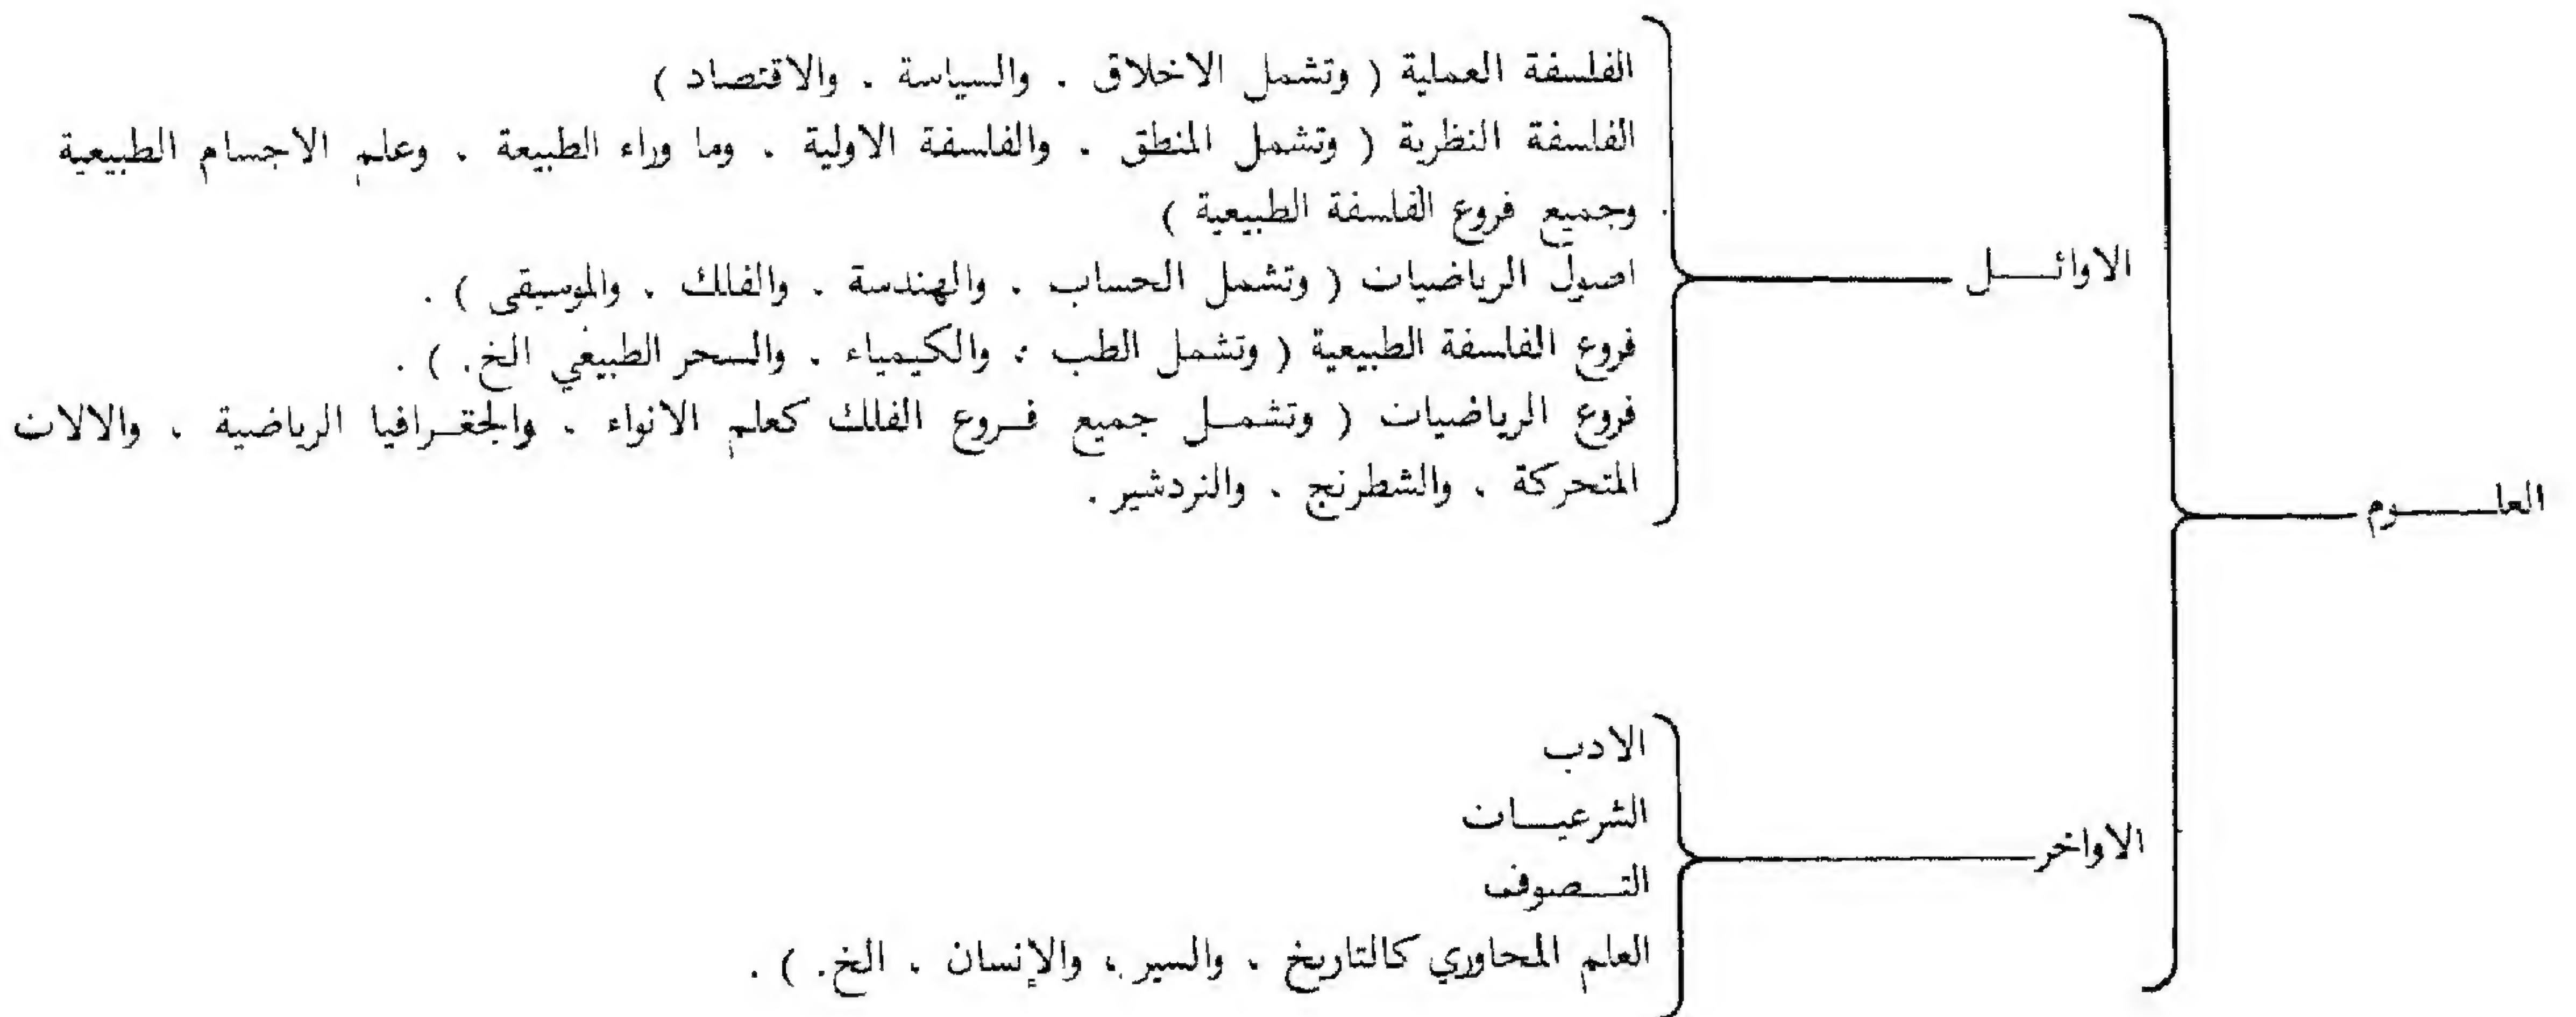 العلوم
الاوائل
الفلسفة العملية ( وتشمل الاخلاق . والسياسة . والاقتصاد )
الفلسفة النظرية ( وتشمل المنطق . والفلسفة الاولية . وما وراء الطبيعة . وعلم الاجسام الطبيعية
وجميع فروع الفلسفة الطبيعية )
اصول الرياضيات ( وتشمل الحساب . والهندسة . والفلك . والموسيقى ) .
فروع الفلسفة الطبيعية ( وتشمل الطب . والكيمياء . والسحر الطبيعي الخ. ) .
فروع الرياضيات ( وتشمل جميع فروع الفلك كعلم الانواء . والجغرافيا الرياضية . والالات
المتحركة . والشطرنج . والنردشير .
الاواخر
الادب
الشرعيات
التصوف
العلم المحاوري كالتاريخ . والسير ، والإنسان . الخ. ) .